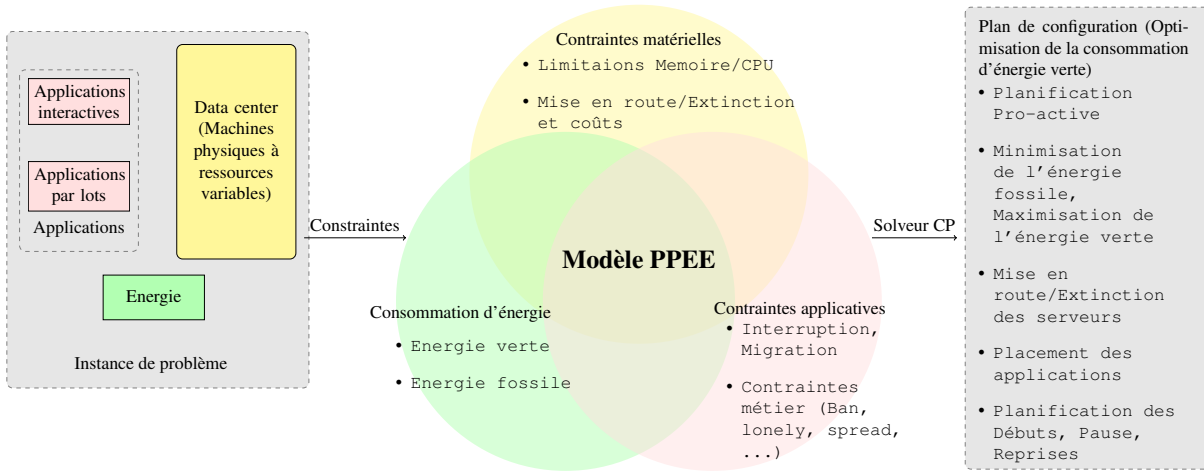 Applications
interactives
Applications
par lots
Applications
Data center
(Machines
physiques à
ressources
variables)
Energie
Instance de problème
Constraintes
Contraintes matérielles
• Limitaions Memoire/CPU
• Mise en route/Extinction
et coûts
Modèle PPEE
Consommation d'énergie
• Energie verte
• Energie fossile
Contraintes applicatives
• Interruption,
Migration
• Contraintes
métier (Ban,
lonely, spread,
...)
Solveur CP
Plan de configuration (Opti-
misation de la consommation
d'énergie verte)
• Planification
Pro-active
• Minimisation
de l'énergie
fossile,
Maximisation de
l'énergie verte
• Mise en
route/Extinction
des serveurs
• Placement des
applications
• Planification des
Débuts, Pause,
Reprises